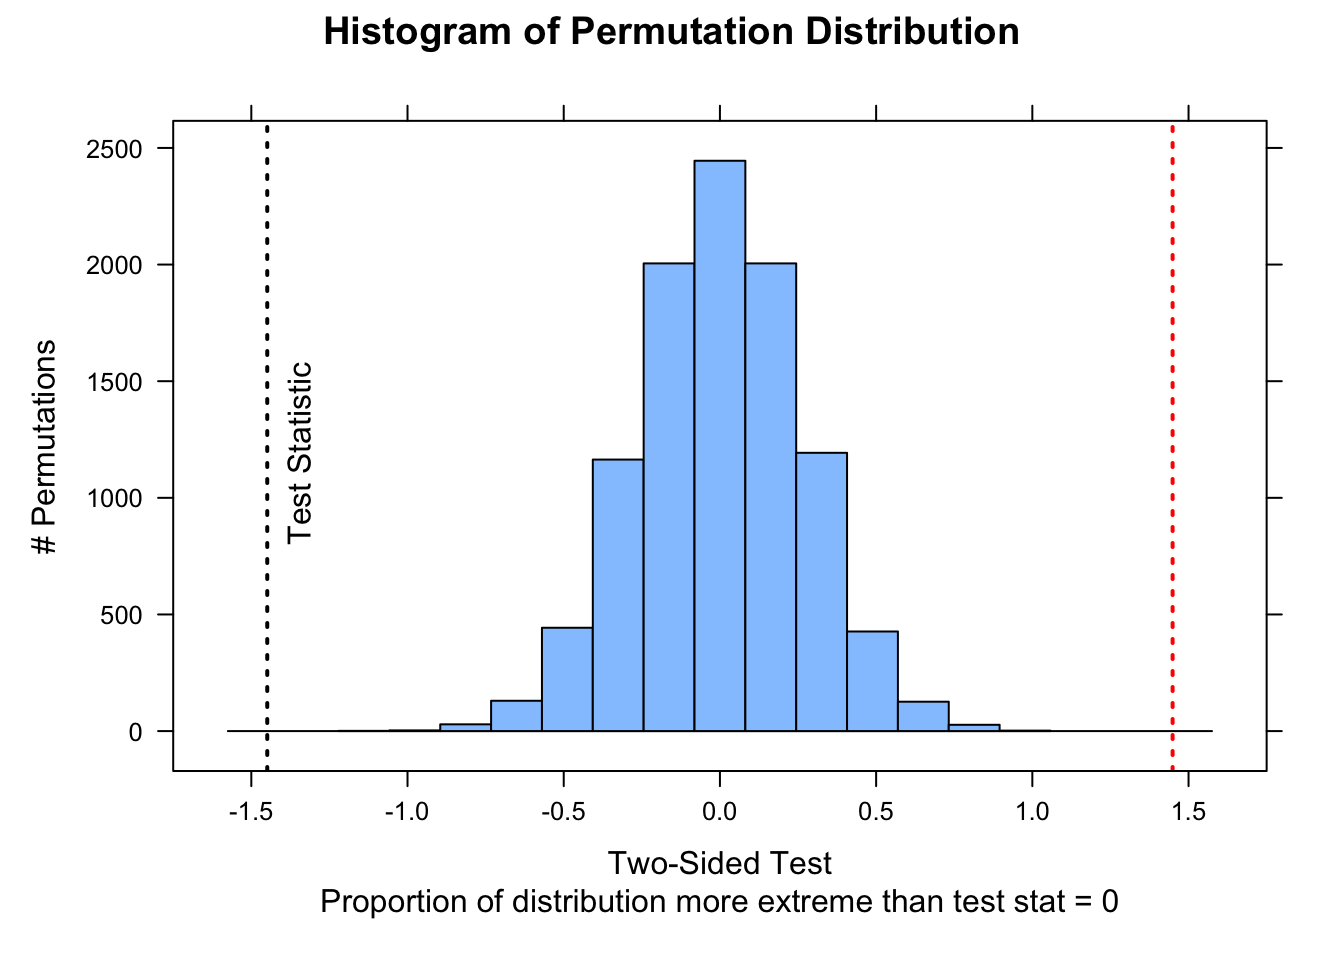 Histogram of Permutation Distribution
2500
2000
1500
1000
500
0
# Permutations
Test Statistic
-1.5 -1.0 -0.5 0.0 0.5 1.0 1.5
Two-Sided Test
Proportion of distribution more extreme than test stat = 0